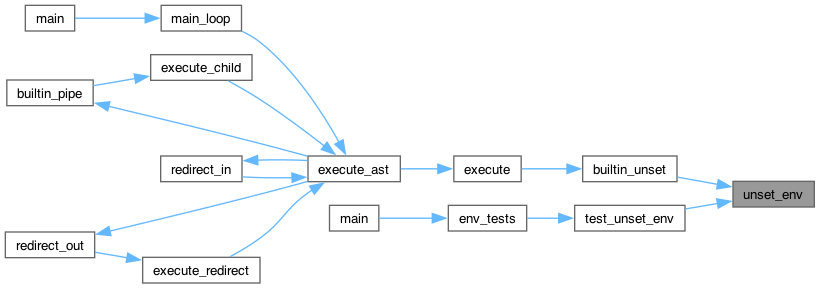 main
main_loop
execute_child
builtin_pipe
redirect_in
execute_ast
execute
builtin_unset
unset_env
main
env_tests
test_unset_env
redirect_out
execute_redirect